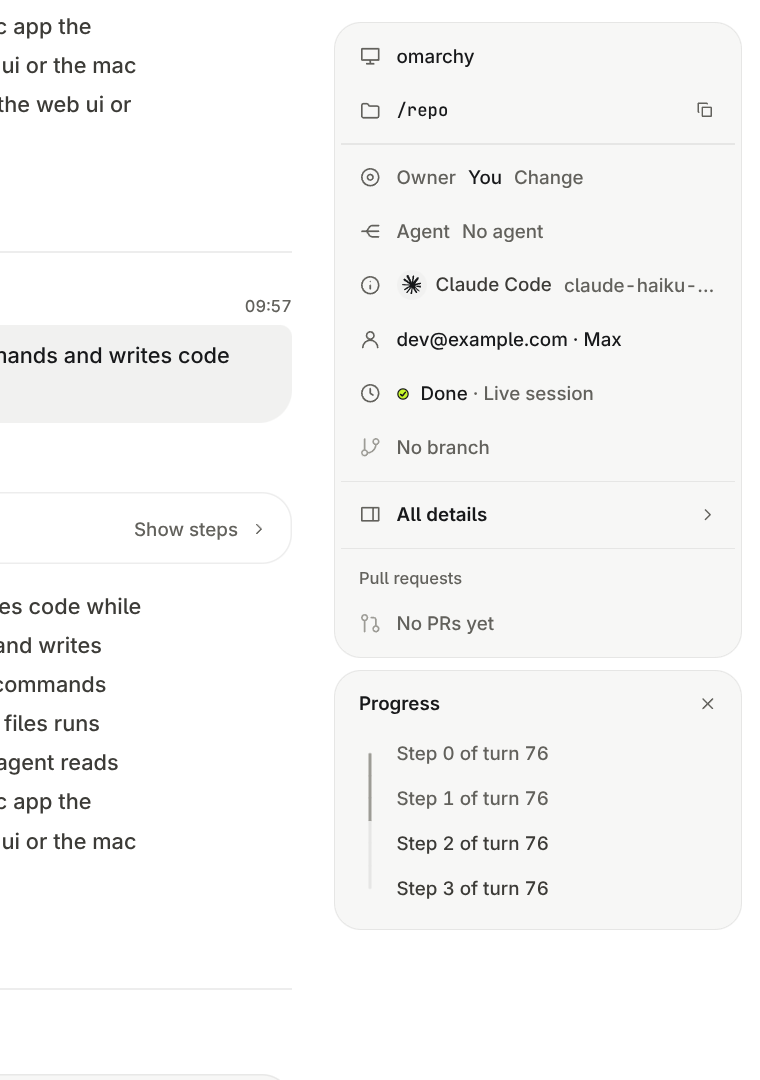 c app the
ui or the mac
the web ui or
09:57
mands and writes code
Show steps
es code while
and writes
commands
files runs
agent reads
c app the
ui or the mac
omarchy
/repo
Owner You Change
Agent No agent
Claude Code claude-haiku-...
dev@example.com · Max
Done · Live session
No branch
All details
Pull requests
No PRs yet
Progress
Step 0 of turn 76
Step 1 of turn 76
Step 2 of turn 76
Step 3 of turn 76